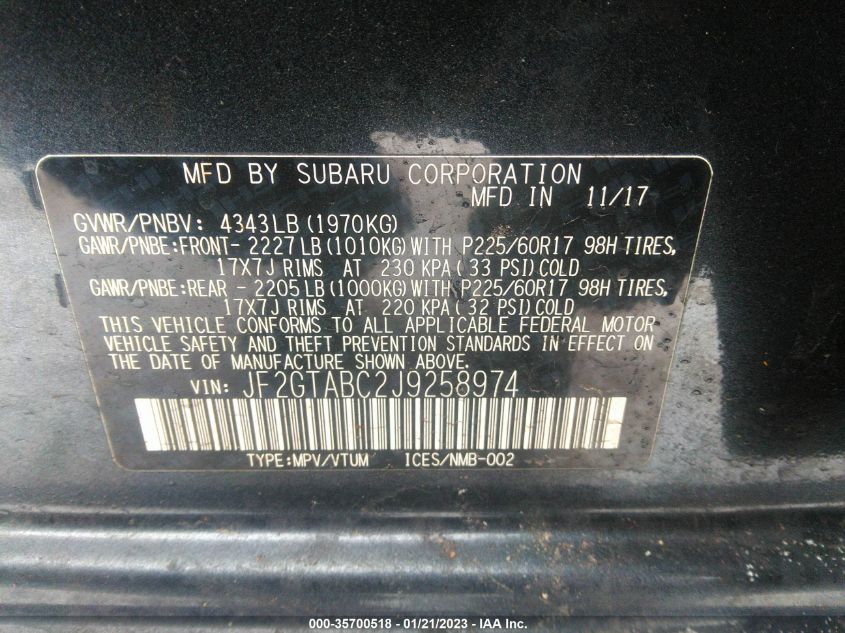 MFD BY SUBARU CORPORATION
MFD IN 11/17
GVWR/PNBV: 4343LB (1970KG)
GAWR/PNBE:FRONT- 2227 LB (1010KG) WITH P225/60R17 98H TIRES,
17X7J RIMS AT 230 KPA ( 33 PSI) COLD
GAWR/PNBE:REAR - 2205 LB (1000KG) WITH P225/60R17 98H TIRES,
17X7J RIMS AT 220 KPA ( 32 PSI) COLD
THIS VEHICLE CONFORMS TO ALL APPLICABLE FEDERAL MOTOR
VEHICLE SAFETY AND THEFT PREVENTION STANDARDS IN EFFECT ON
THE DATE OF MANUFACTURE SHOWN ABOVE.
VIN: JF2GTABC2J9258974
TYPE:MPV/VTUM ICES/NMB-002
000-35700518 - 01/21/2023 - IAA Inc.